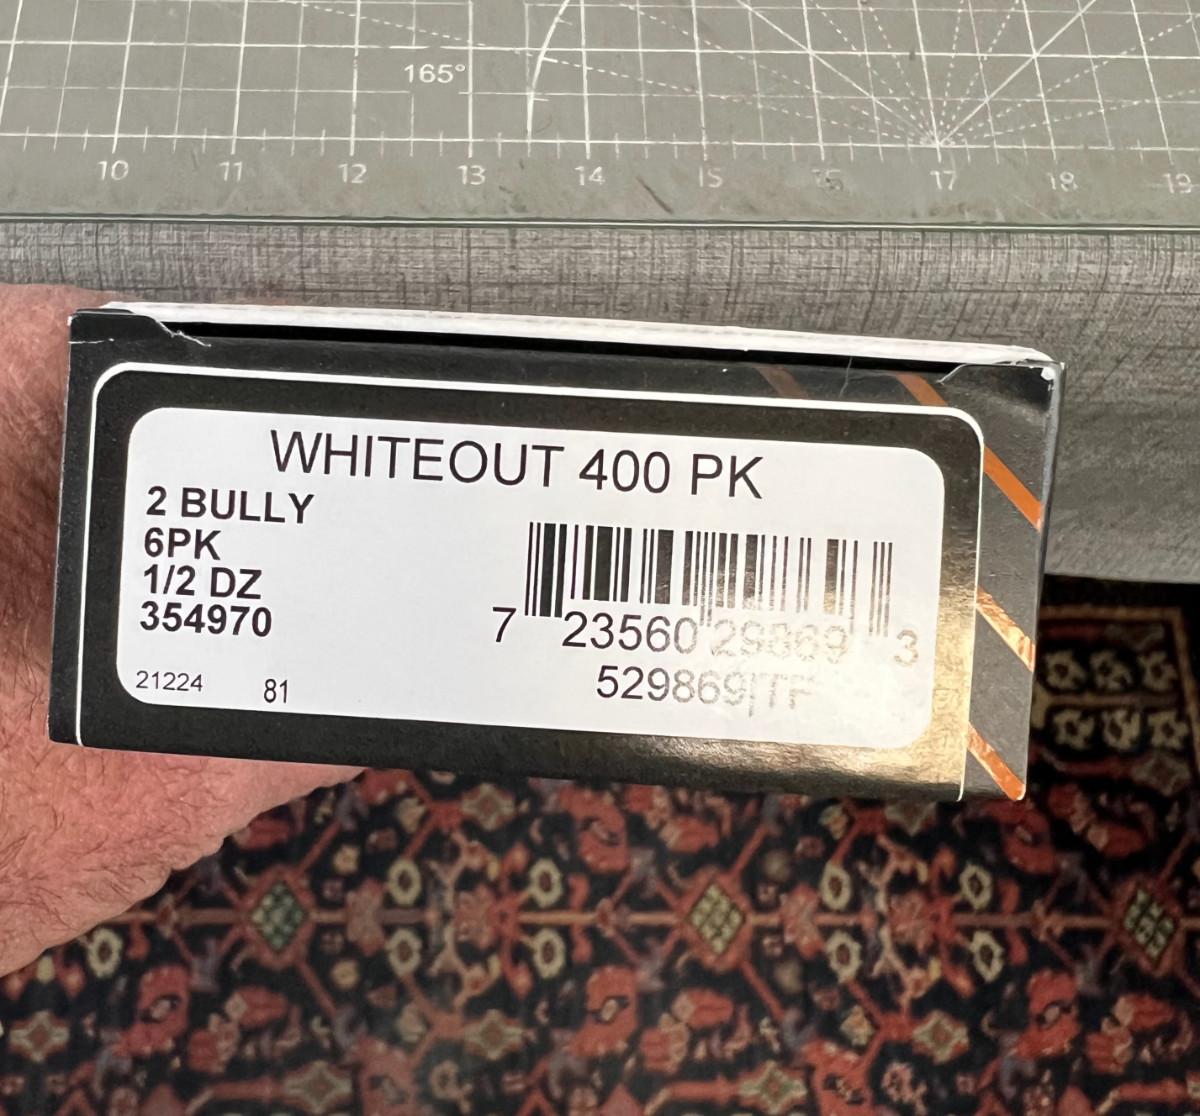 165°
10 11 12 13 14 15 16 17 18 19
WHITEOUT 400 PK
2 BULLY
6PK
1/2 DZ
354970
7 23560 29869 3
529869|TF
21224 81